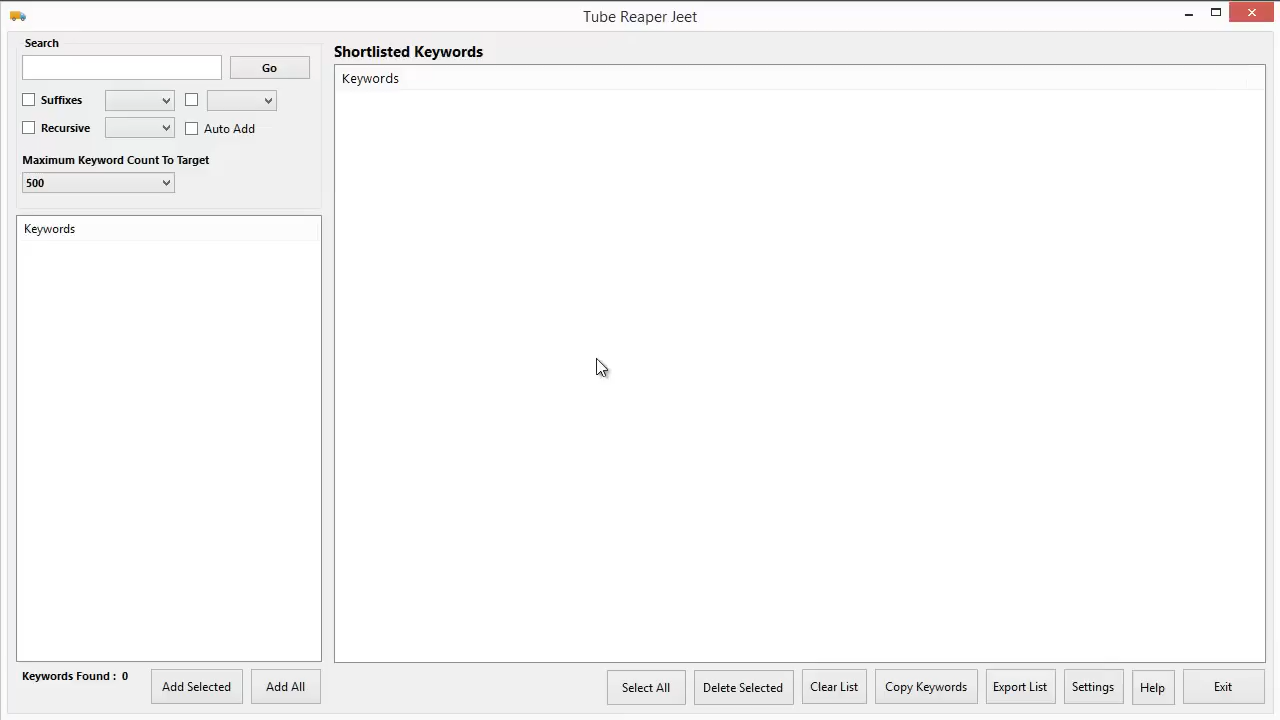 Tube Reaper Jeet
Search
Go
Suffixes
Recursive
Auto Add
Maximum Keyword Count To Target
500
Keywords
Shortlisted Keywords
Keywords
Keywords Found : 0
Add Selected
Add All
Select All
Delete Selected
Clear List
Copy Keywords
Export List
Settings
Help
Exit